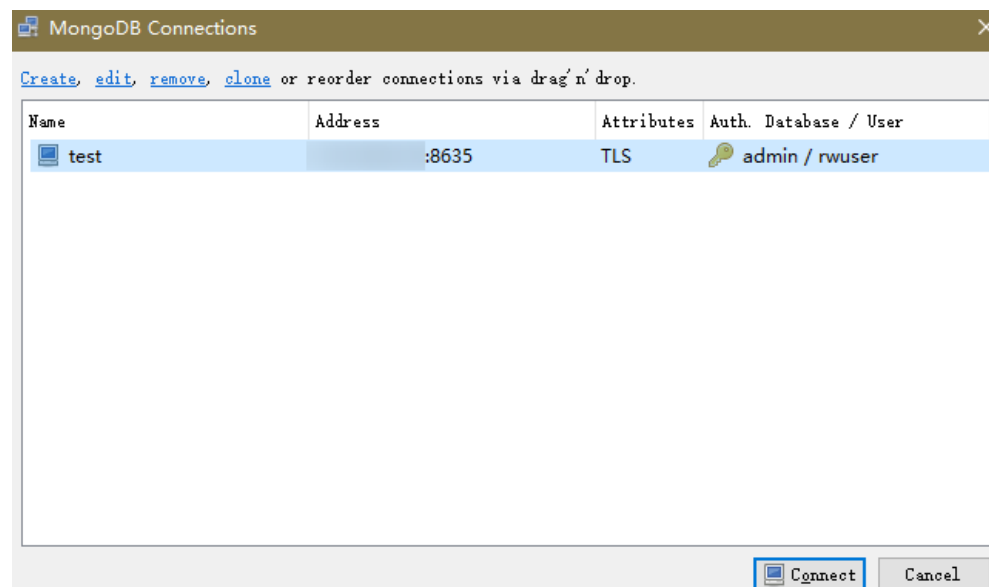 MongoDB Connections
Create, edit, remove, clone or reorder connections via drag'n'drop.
Name Address Attributes Auth. Database / User
test :8635 TLS admin / rwuser
Connect Cancel